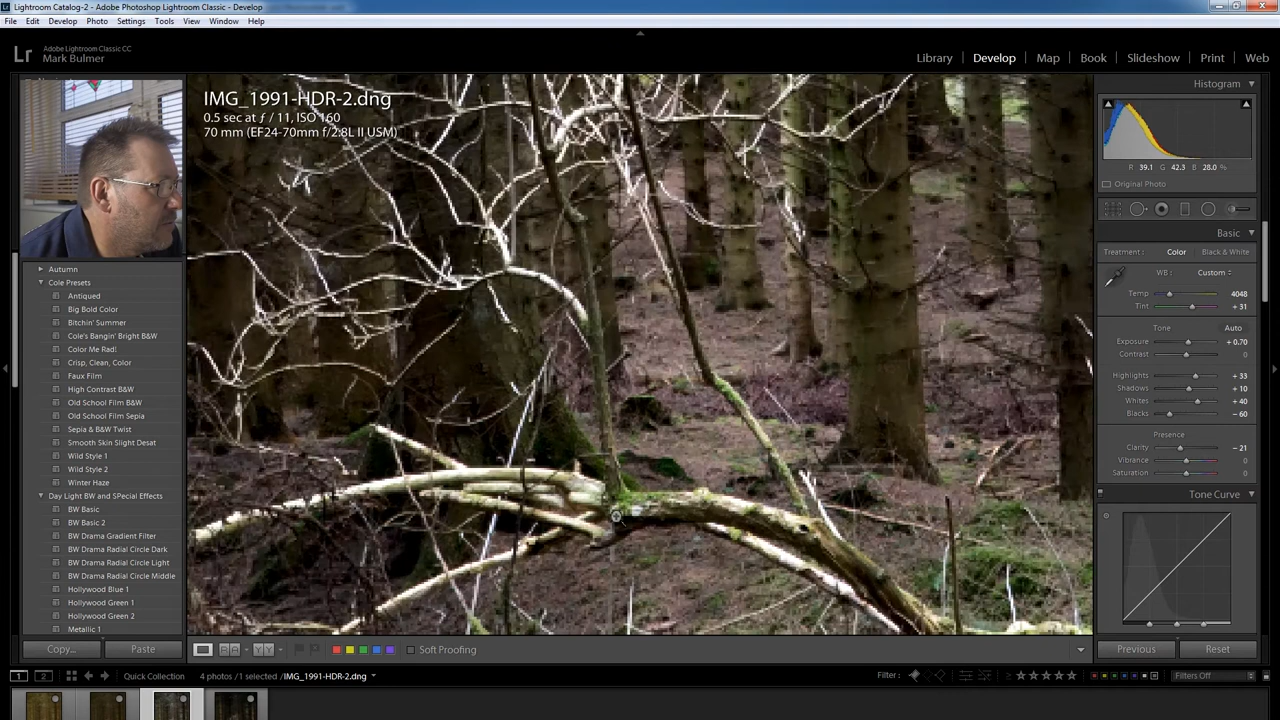 Lightroom Catalog-2 - Adobe Photoshop Lightroom Classic - Develop
File Edit Develop Photo Settings Tools View Window Help
Lr Adobe Lightroom Classic CC
Mark Bulmer
Library Develop Map Book Slideshow Print Web
IMG_1991-HDR-2.dng
0.5 sec at ƒ / 11, ISO 160
70 mm (EF24-70mm f/2.8L II USM)
Autumn
Cole Presets
Antiqued
Big Bold Color
Bitchin' Summer
Cole's Bangin' Bright B&W
Color Me Rad!
Crisp, Clean, Color
Faux Film
High Contrast B&W
Old School Film B&W
Old School Film Sepia
Sepia & B&W Twist
Smooth Skin Slight Desat
Wild Style 1
Wild Style 2
Winter Haze
Day Light BW and SPecial Effects
BW Basic
BW Basic 2
BW Drama Gradient Filter
BW Drama Radial Circle Dark
BW Drama Radial Circle Light
BW Drama Radial Circle Middle
Hollywood Blue 1
Hollywood Green 1
Hollywood Green 2
Metallic 1
Copy... Paste
Histogram
R 39.1 G 42.3 B 28.0 %
Original Photo
Basic
Treatment : Color Black & White
WB : Custom
Temp 4048
Tint + 31
Tone Auto
Exposure + 0.70
Contrast 0
Highlights + 33
Shadows + 10
Whites + 40
Blacks − 60
Presence
Clarity − 21
Vibrance 0
Saturation 0
Tone Curve
Previous Reset
Soft Proofing
1 2 Quick Collection 4 photos / 1 selected / IMG_1991-HDR-2.dng
Filter : Filters Off